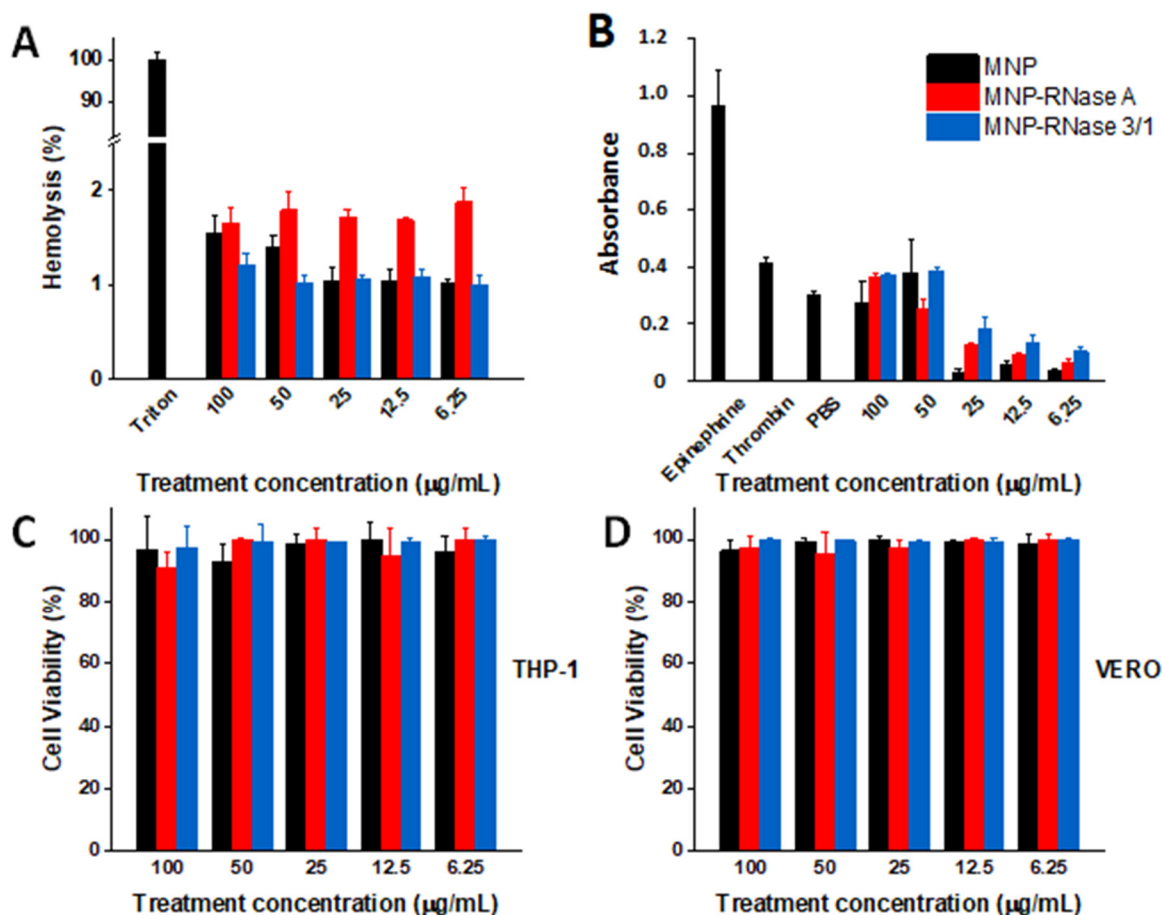 A
Hemolysis (%)
100
90
2
1
0
Triton
100
50
25
12.5
6.25
Treatment concentration (µg/mL)
B
Absorbance
1.2
1.0
0.8
0.6
0.4
0.2
0
MNP
MNP-RNase A
MNP-RNase 3/1
Epinephrine
Thrombin
PBS
100
50
25
12.5
6.25
Treatment concentration (µg/mL)
C
Cell Viability (%)
100
80
60
40
20
0
THP-1
100
50
25
12.5
6.25
Treatment concentration (µg/mL)
D
Cell Viability (%)
100
80
60
40
20
0
VERO
100
50
25
12.5
6.25
Treatment concentration (µg/mL)